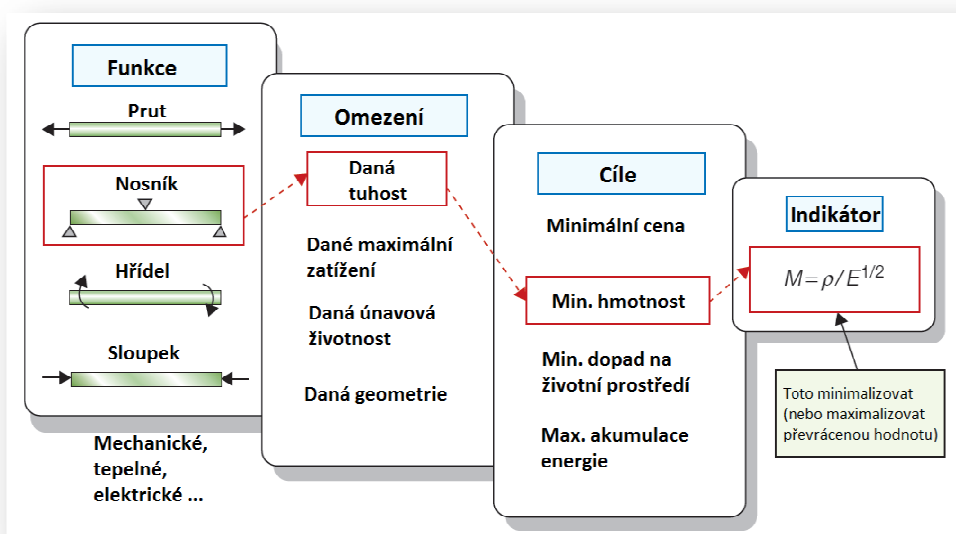 Funkce
Prut
Nosník
Hřídel
Sloupek
Mechanické,
tepelné,
elektrické ...
Omezení
Daná
tuhost
Dané maximální
zatížení
Daná únavová
životnost
Daná geometrie
Cíle
Minimální cena
Min. hmotnost
Min. dopad na
životní prostředí
Max. akumulace
energie
Indikátor
M=ρ/E^1/2
Toto minimalizovat
(nebo maximalizovat
převrácenou hodnotu)